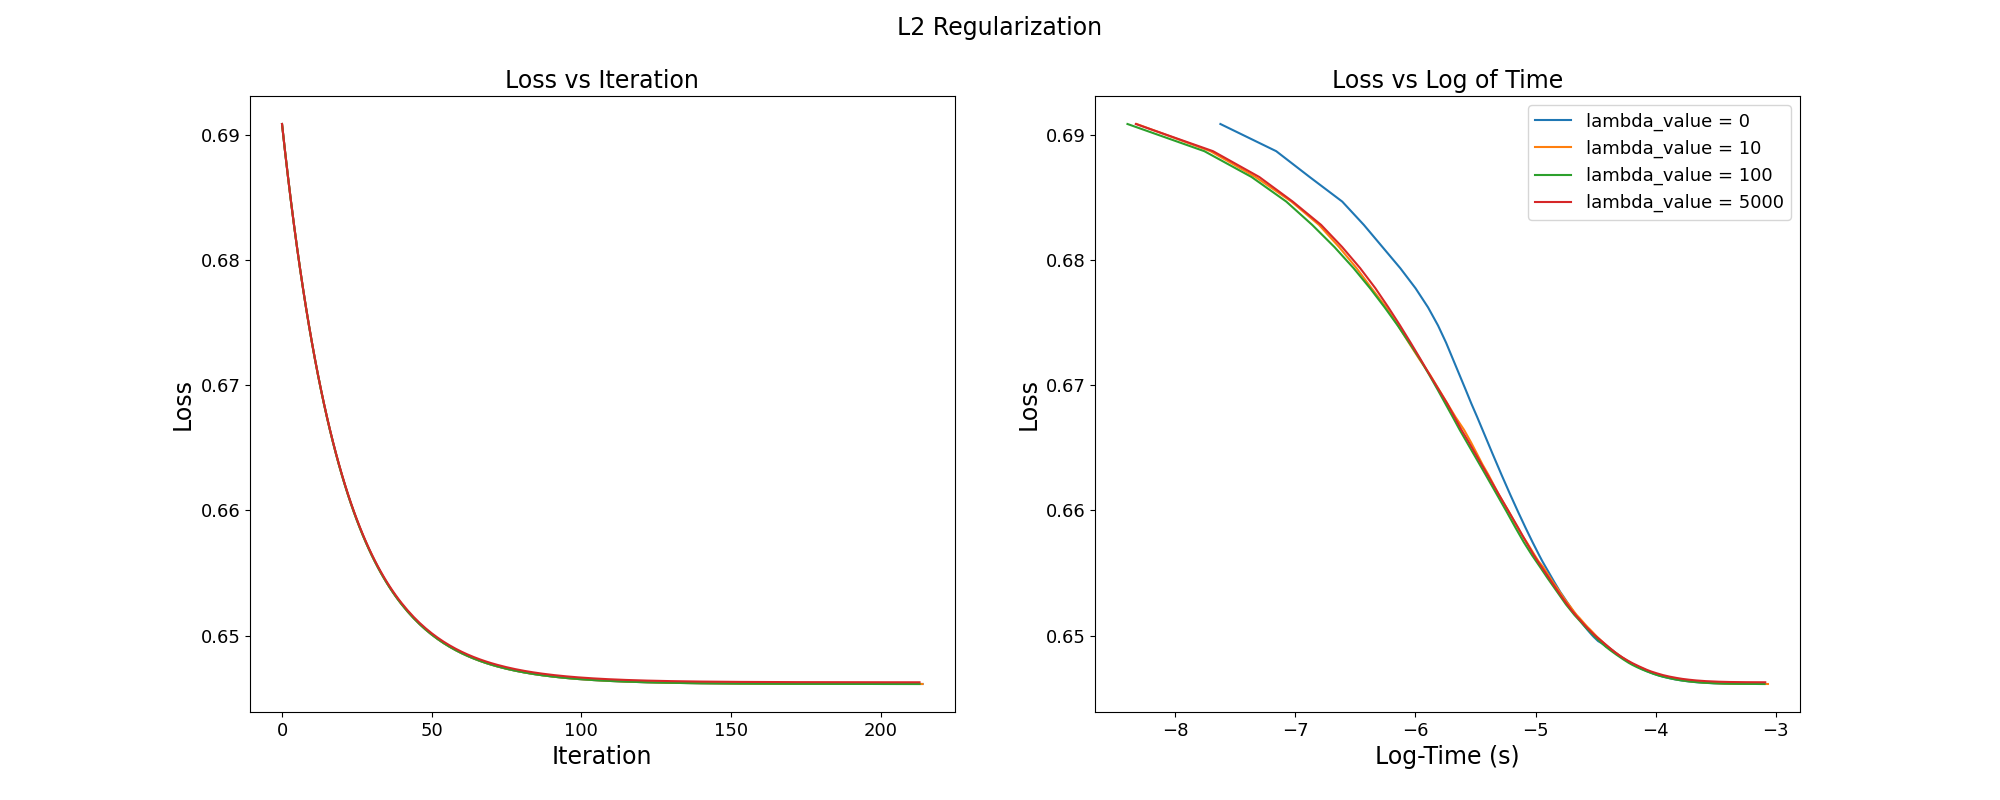 L2 Regularization
Loss vs Iteration
Loss
0.69
0.68
0.67
0.66
0.65
0
50
100
150
200
Iteration
Loss vs Log of Time
Loss
0.69
0.68
0.67
0.66
0.65
−8
−7
−6
−5
−4
−3
Log-Time (s)
lambda_value = 0
lambda_value = 10
lambda_value = 100
lambda_value = 5000